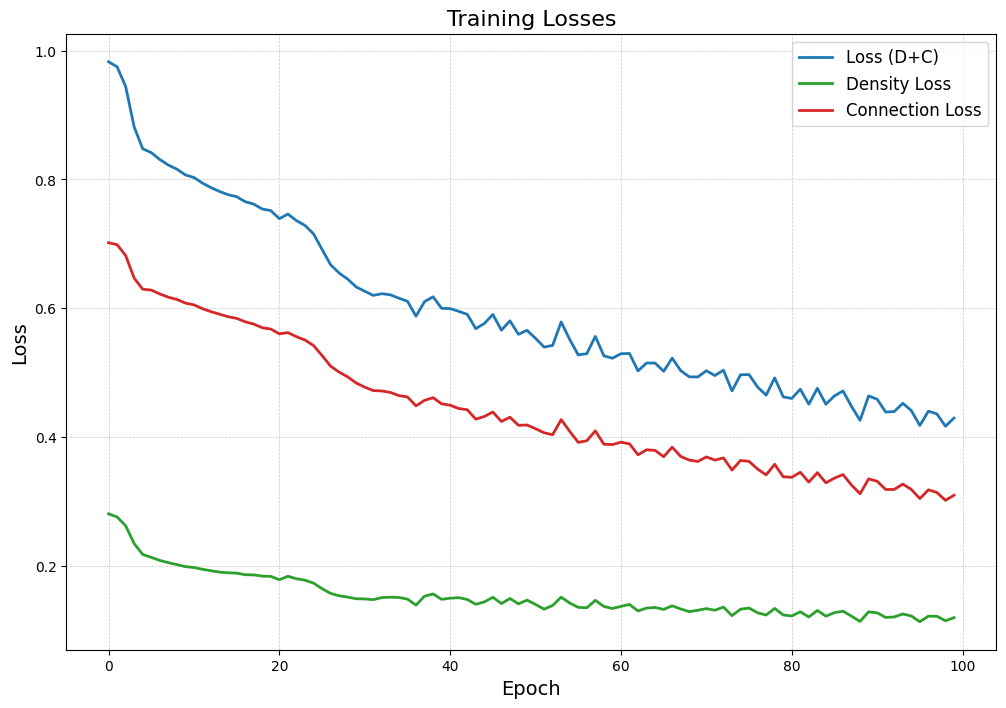 Training Losses
Loss (D+C)
Density Loss
Connection Loss
Loss
1.0
0.8
0.6
0.4
0.2
0 20 40 60 80 100
Epoch